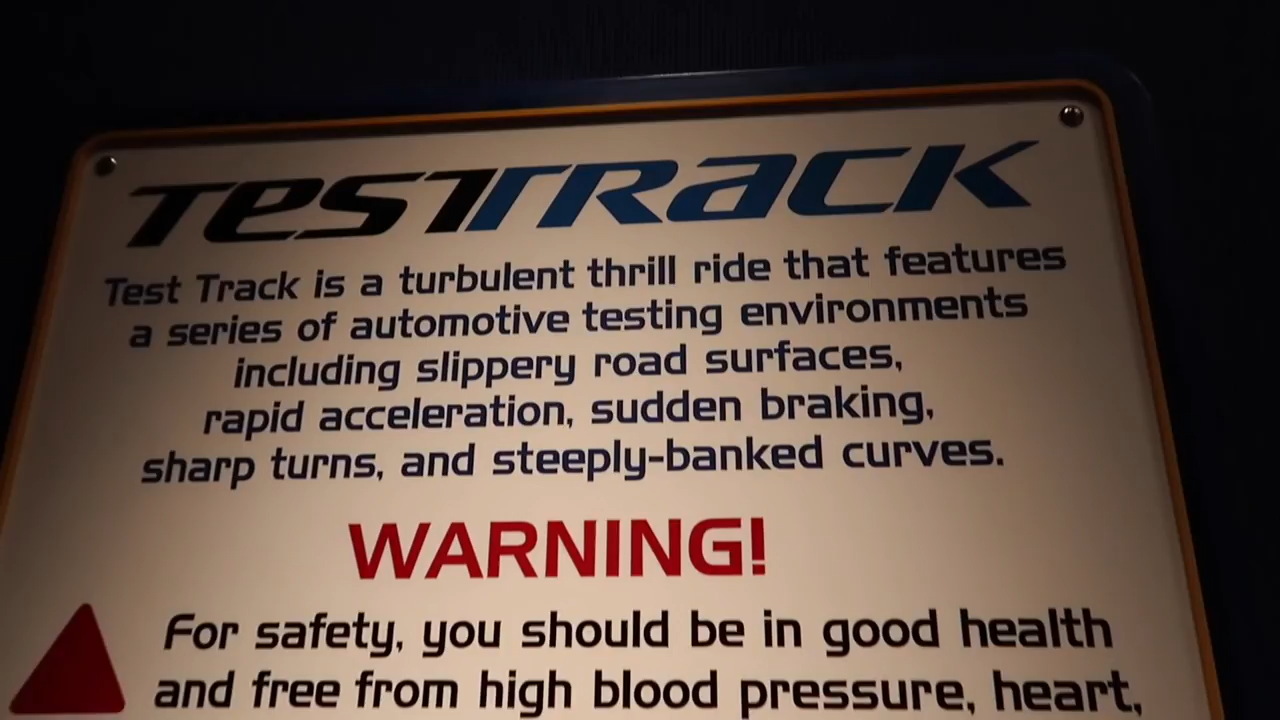 TEST TRACK
Test Track is a turbulent thrill ride that features
a series of automotive testing environments
including slippery road surfaces,
rapid acceleration, sudden braking,
sharp turns, and steeply-banked curves.
WARNING!
For safety, you should be in good health
and free from high blood pressure, heart,